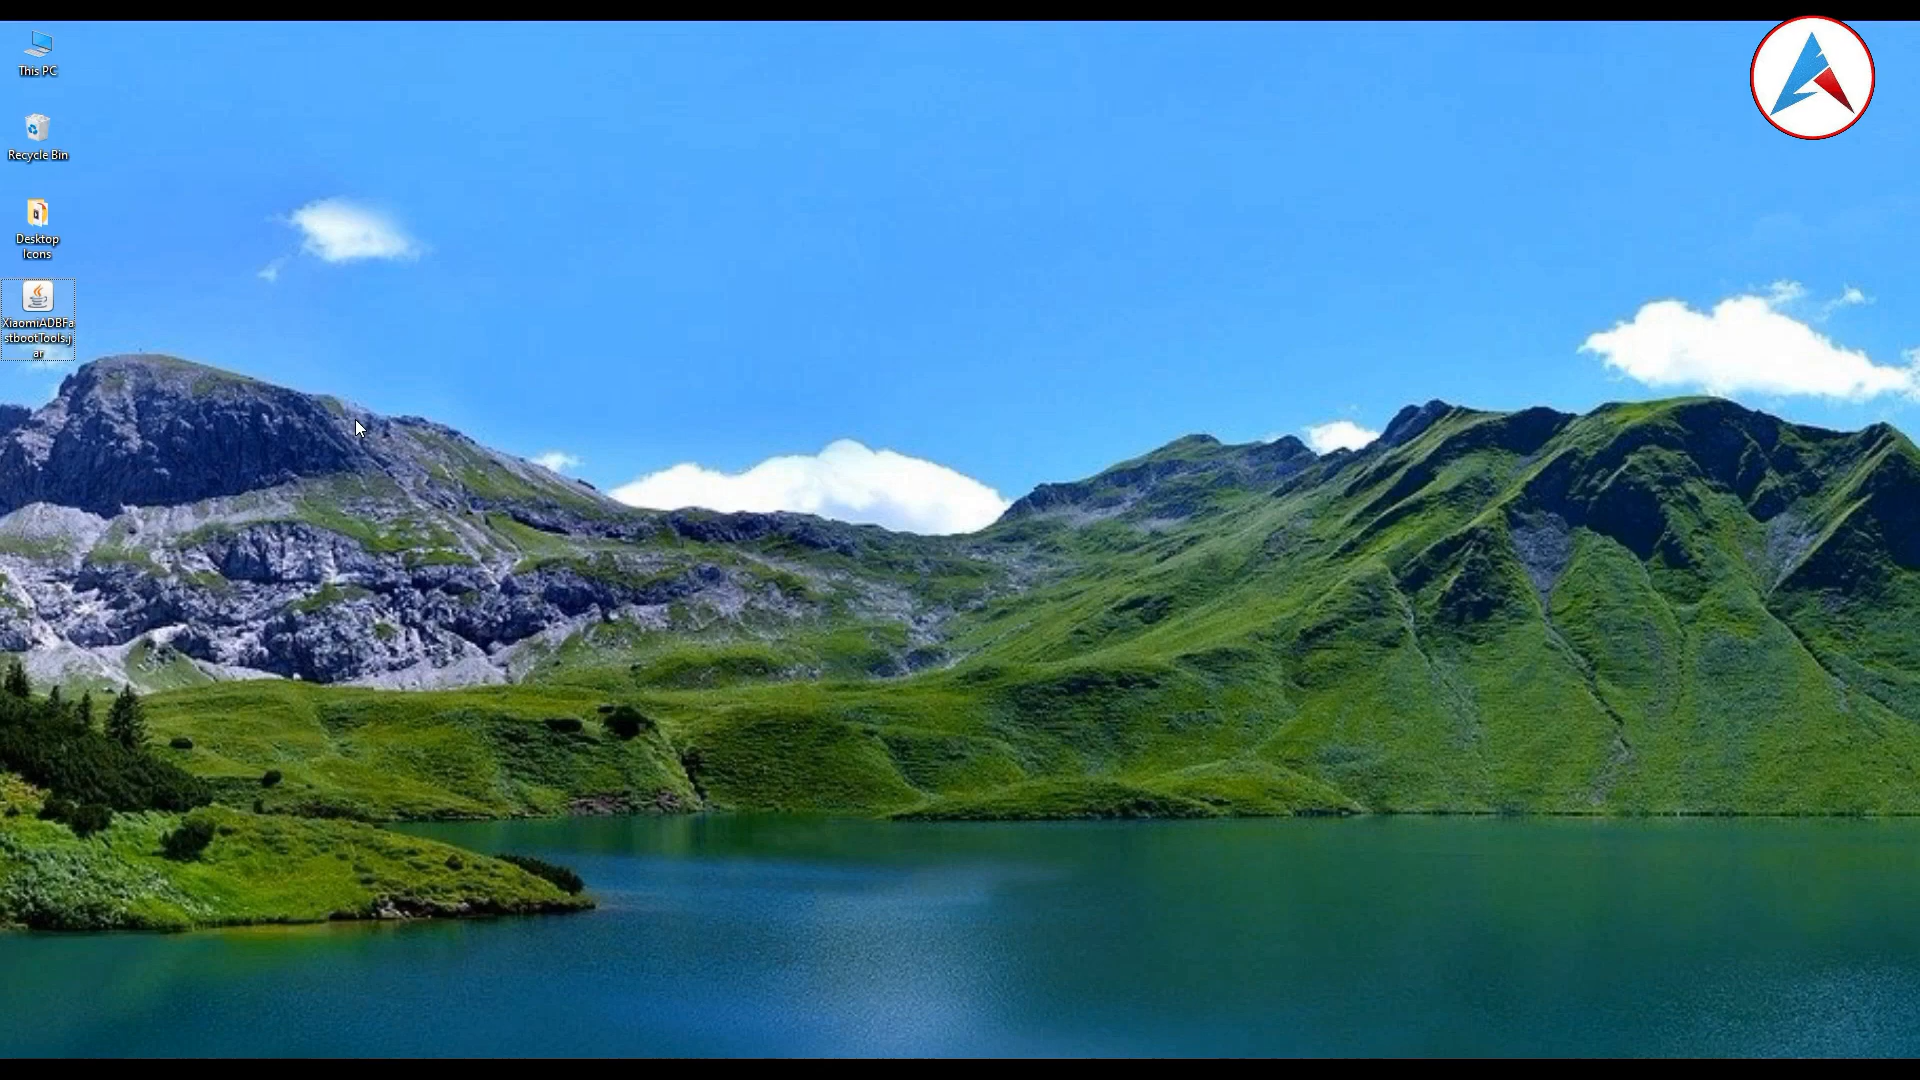 This PC
Recycle Bin
Desktop
Icons
XiaomiADBFa
stbootTools.j
ar